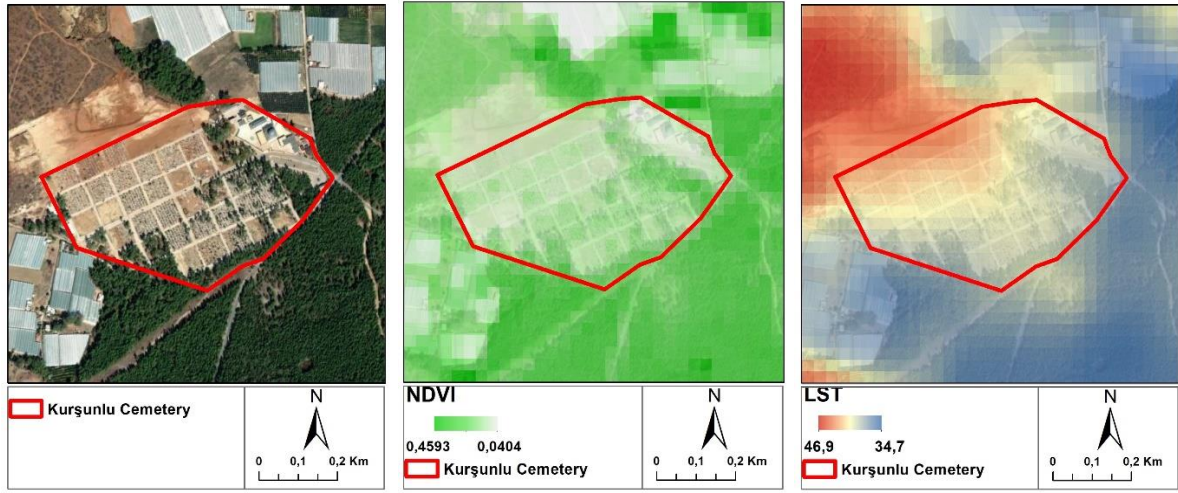 Kurşunlu Cemetery
N
0 0,1 0,2 Km
NDVI
0,4593 0,0404
Kurşunlu Cemetery
N
0 0,1 0,2 Km
LST
46,9 34,7
Kurşunlu Cemetery
N
0 0,1 0,2 Km